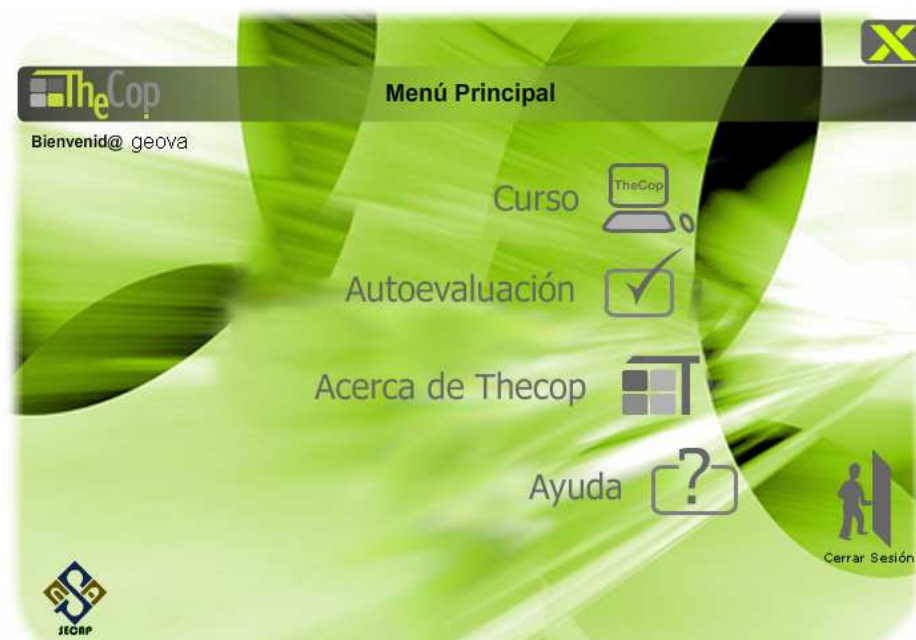 TheCop
Menú Principal
Bienvenid@ geova
Curso
TheCop
Autoevaluación
Acerca de Thecop
Ayuda
Cerrar Sesión
SECAP